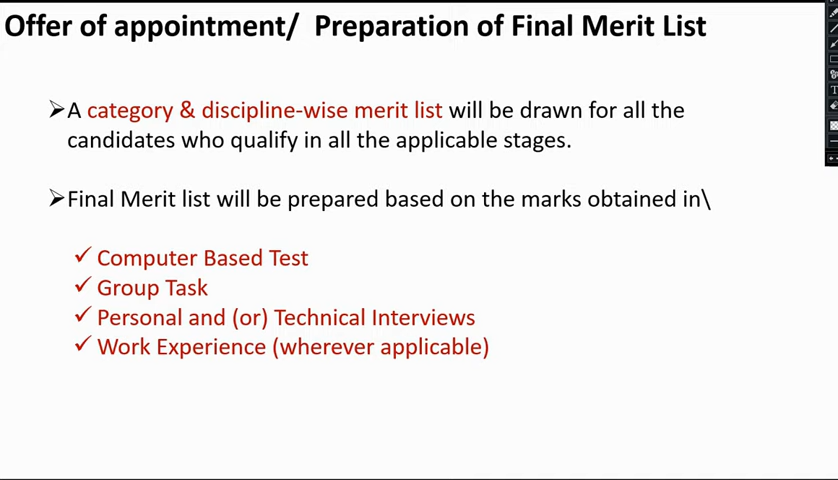 Offer of appointment/ Preparation of Final Merit List
➢A category & discipline-wise merit list will be drawn for all the
candidates who qualify in all the applicable stages.
➢Final Merit list will be prepared based on the marks obtained in\
✓ Computer Based Test
✓ Group Task
✓ Personal and (or) Technical Interviews
✓ Work Experience (wherever applicable)